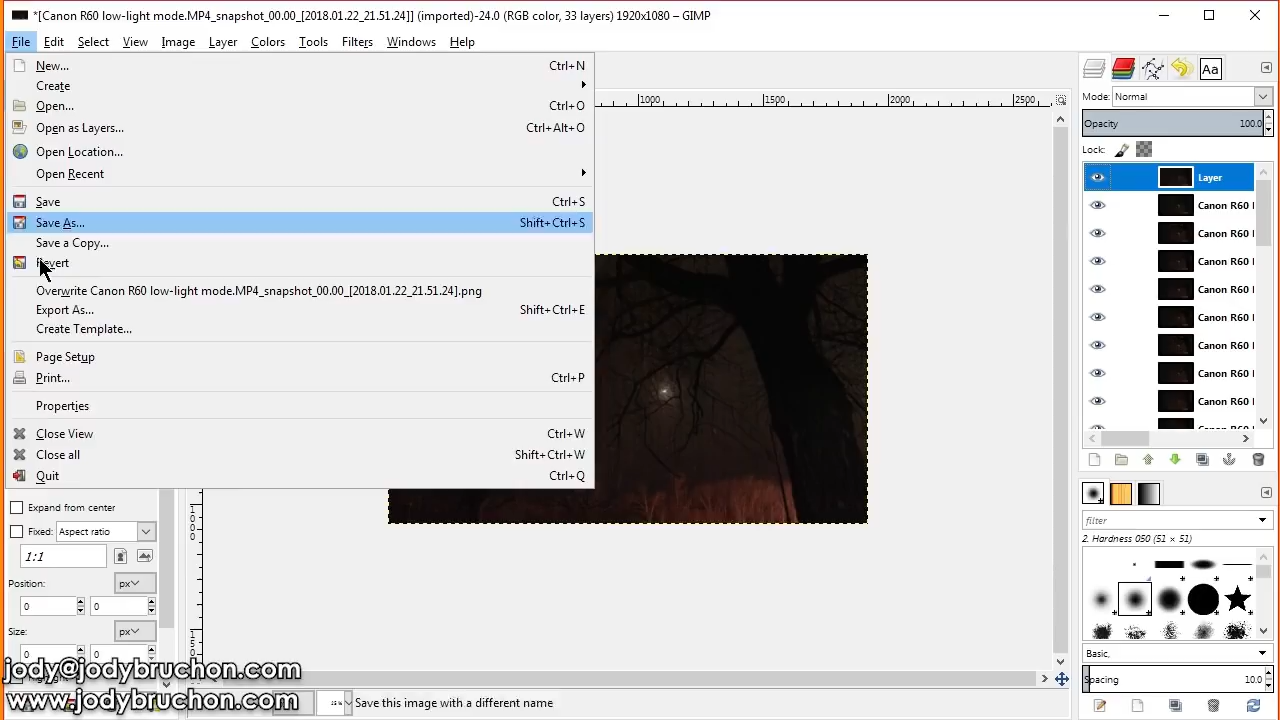 *[Canon R60 low-light mode.MP4_snapshot_00.00_[2018.01.22_21.51.24]] (imported)-24.0 (RGB color, 33 layers) 1920x1080 – GIMP
File Edit Select View Image Layer Colors Tools Filters Windows Help
New... Ctrl+N
Create
Open... Ctrl+O
Open as Layers... Ctrl+Alt+O
Open Location...
Open Recent
Save Ctrl+S
Save As... Shift+Ctrl+S
Save a Copy...
Revert
Overwrite Canon R60 low-light mode.MP4_snapshot_00.00_[2018.01.22_21.51.24].png
Export As... Shift+Ctrl+E
Create Template...
Page Setup
Print... Ctrl+P
Properties
Close View Ctrl+W
Close all Shift+Ctrl+W
Quit Ctrl+Q
1000 1500 2000 2500
Expand from center
Fixed: Aspect ratio
1:1
Position: px
0 0
Size: px
0 0
1000
jody@jodybruchon.com
www.jodybruchon.com
Save this image with a different name
Aa
Mode: Normal
Opacity 100.0
Lock:
Layer
Canon R60
Canon R60
Canon R60
Canon R60
Canon R60
Canon R60
Canon R60
Canon R60
filter
2. Hardness 050 (51 × 51)
Basic,
Spacing 10.0